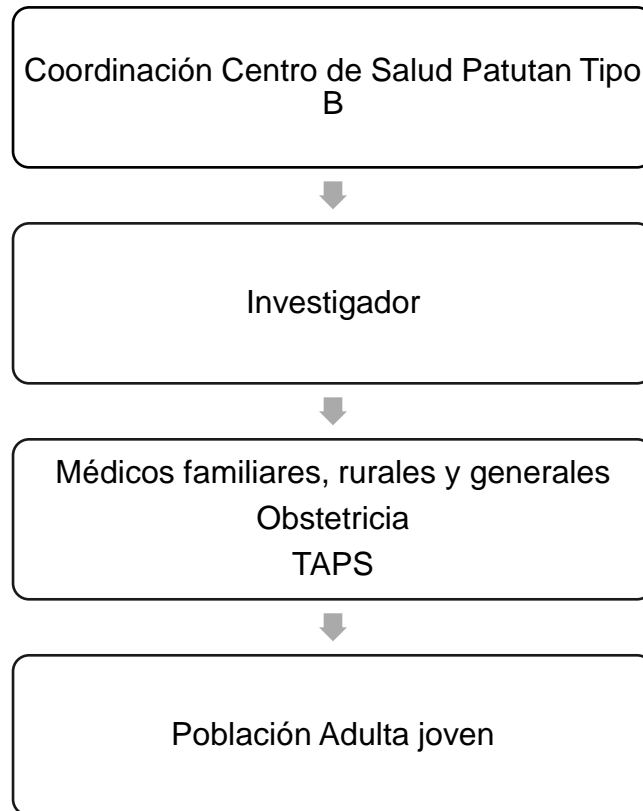 Coordinación Centro de Salud Patutan Tipo
B
Investigador
Médicos familiares, rurales y generales
Obstetricia
TAPS
Población Adulta joven